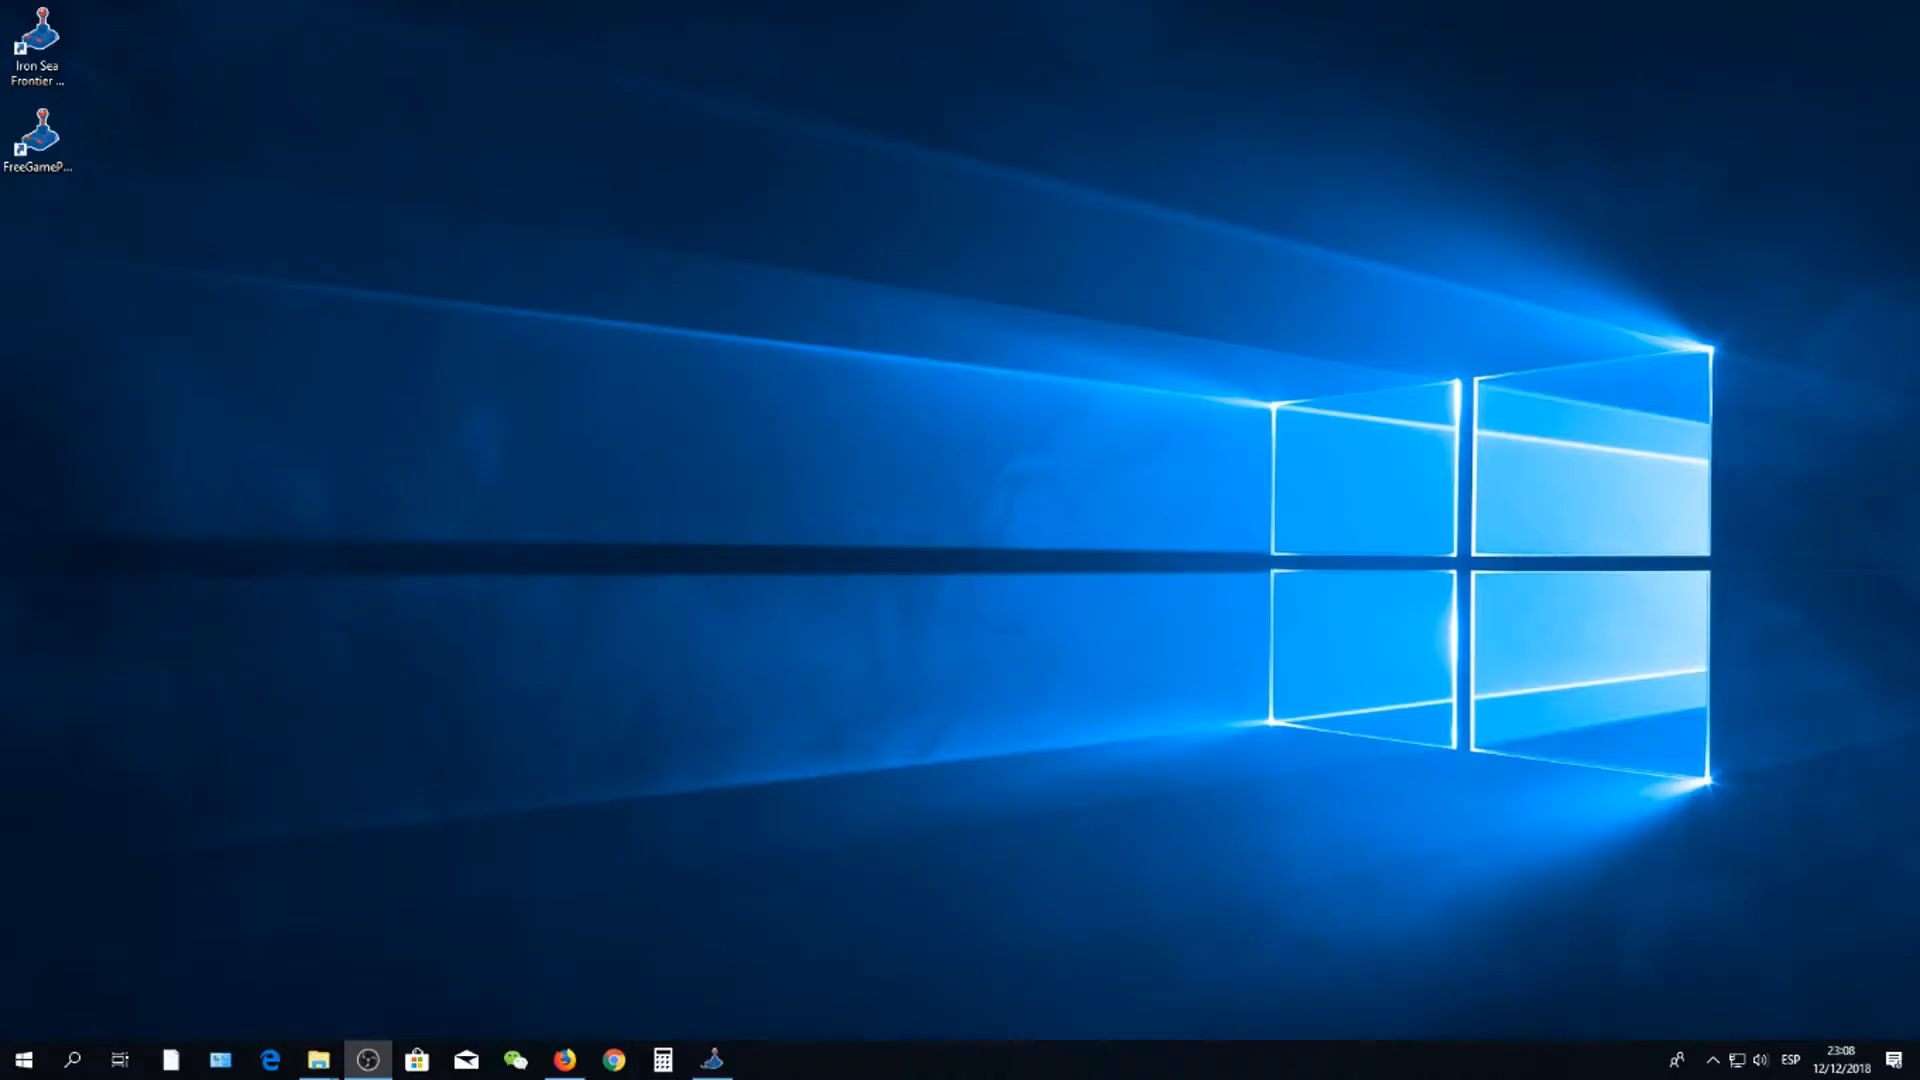 Iron Sea
Frontier ...
FreeGameP...
ESP
23:08
12/12/2018